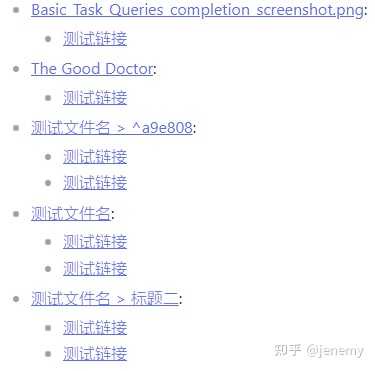 Basic Task Queries completion screenshot.png:
测试链接
The Good Doctor:
测试链接
测试文件名 > ^a9e808:
测试链接
测试链接
测试文件名:
测试链接
测试链接
测试文件名 > 标题二:
测试链接
测试链接
知乎 @jenemy